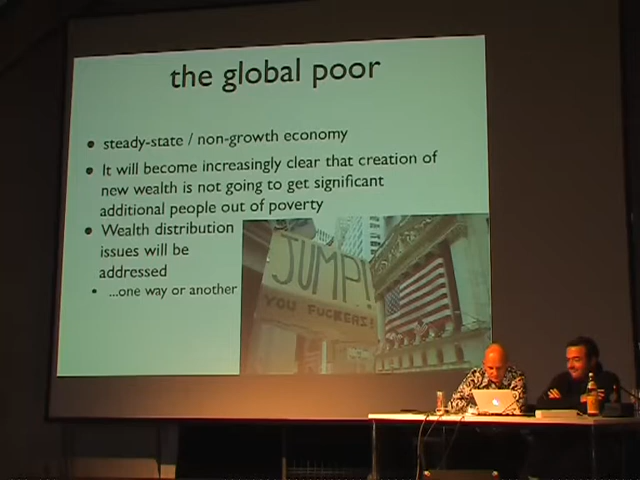 the global poor
• steady-state / non-growth economy
• It will become increasingly clear that creation of
new wealth is not going to get significant
additional people out of poverty
• Wealth distribution
issues will be
addressed
• ...one way or another
JUMP!
YOU FUCKERS!